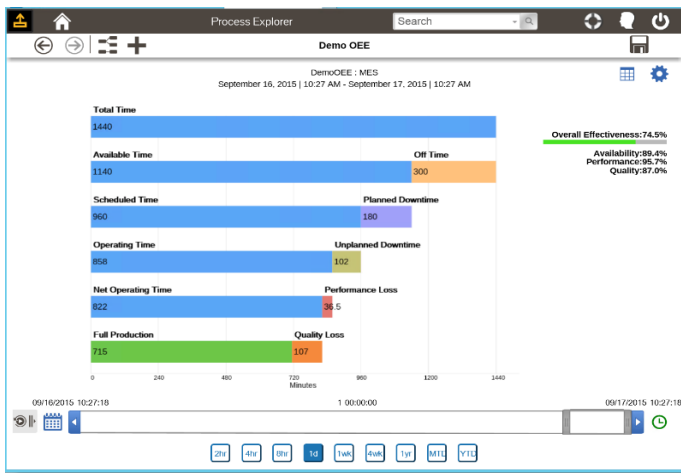 Process Explorer
Search
Demo OEE
DemoOEE : MES
September 16, 2015 | 10:27 AM - September 17, 2015 | 10:27 AM
Total Time
1440
Overall Effectiveness:74.5%
Availability:89.4%
Performance:95.7%
Quality:87.0%
Available Time Off Time
1140 300
Scheduled Time Planned Downtime
960 180
Operating Time Unplanned Downtime
858 102
Net Operating Time Performance Loss
822 36.5
Full Production Quality Loss
715 107
0 240 480 720 960 1200 1440
Minutes
09/16/2015 10:27:18 1 00:00:00 09/17/2015 10:27:18
2hr 4hr 8hr 1d 1wk 4wk 1yr MTD YTD